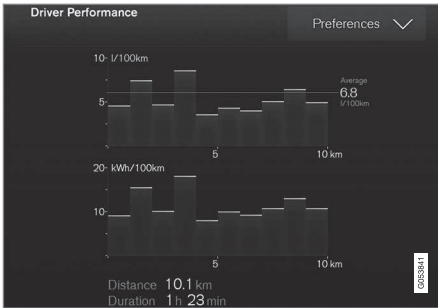 Driver Performance
Preferences
10 l/100km
Average
6.8
l/100km
5
5
10 km
20 kWh/100km
10
5
10 km
Distance 10.1 km
Duration 1 h 23 min
G053841